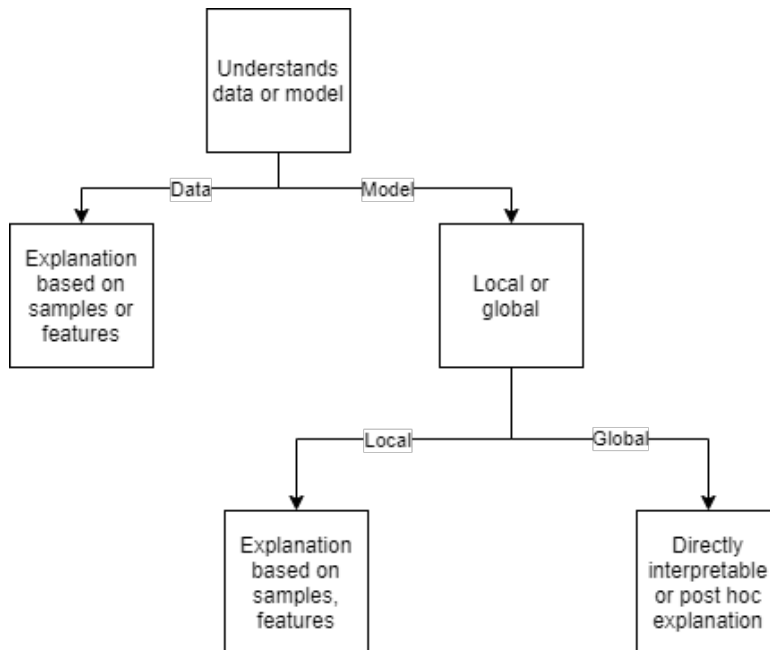 Understands
data or model
Data
Model
Explanation
based on
samples or
features
Local or
global
Local
Global
Explanation
based on
samples,
features
Directly
interpretable
or post hoc
explanation